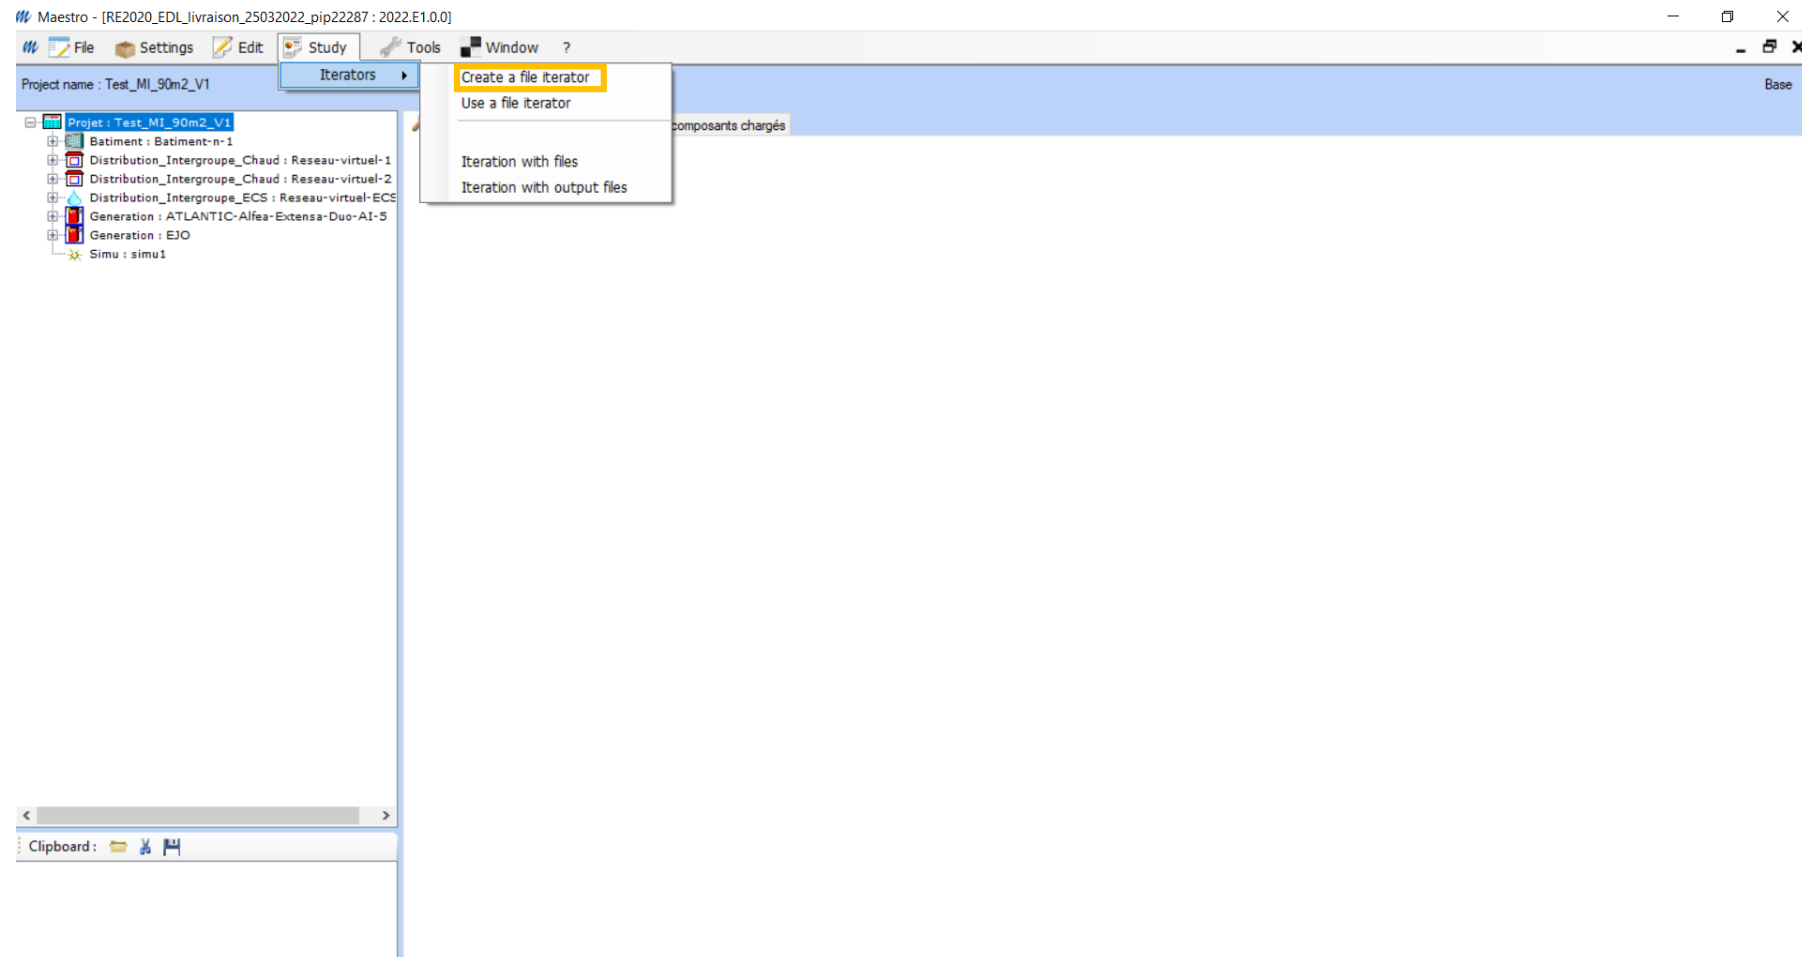 Maestro - [RE2020_EDL_livraison_25032022_pip22287 : 2022.E1.0.0]
File Settings Edit Study Tools Window ?
Project name : Test_MI_90m2_V1
Base
Iterators
Create a file iterator
Use a file iterator
Iteration with files
Iteration with output files
composants chargés
Projet : Test_MI_90m2_V1
Batiment : Batiment-n-1
Distribution_Intergroupe_Chaud : Reseau-virtuel-1
Distribution_Intergroupe_Chaud : Reseau-virtuel-2
Distribution_Intergroupe_ECS : Reseau-virtuel-ECS
Generation : ATLANTIC-Alfea-Extensa-Duo-AI-5
Generation : EJO
Simu : simu1
Clipboard :